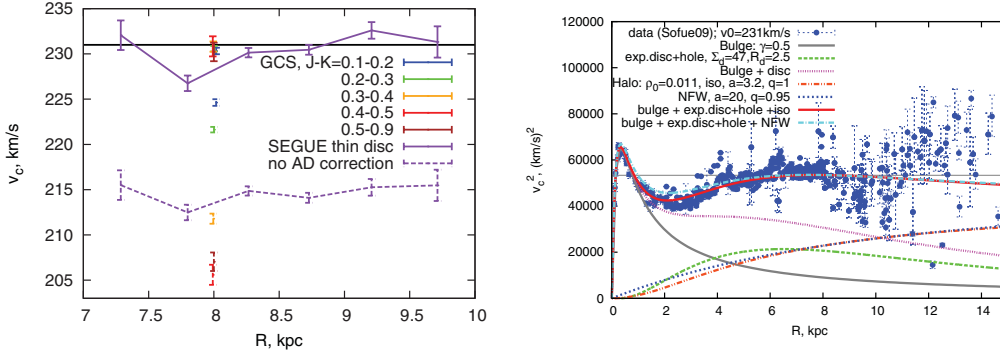 235
230
225
220
215
210
205
v_c, km/s
GCS, J-K=0.1-0.2
0.2-0.3
0.3-0.4
0.4-0.5
0.5-0.9
SEGUE thin disc
no AD correction
7 7.5 8 8.5 9 9.5 10
R, kpc
120000
100000
80000
60000
40000
20000
0
v_c^2, (km/s)^2
data (Sofue09); v0=231km/s
Bulge: γ=0.5
exp.disc+hole, Σ_d=47,R_d=2.5
Bulge + disc
Halo: ρ_0=0.011, iso, a=3.2, q=1
NFW, a=20, q=0.95
bulge + exp.disc+hole +iso
bulge + exp.disc+hole + NFW
0 2 4 6 8 10 12 14
R, kpc